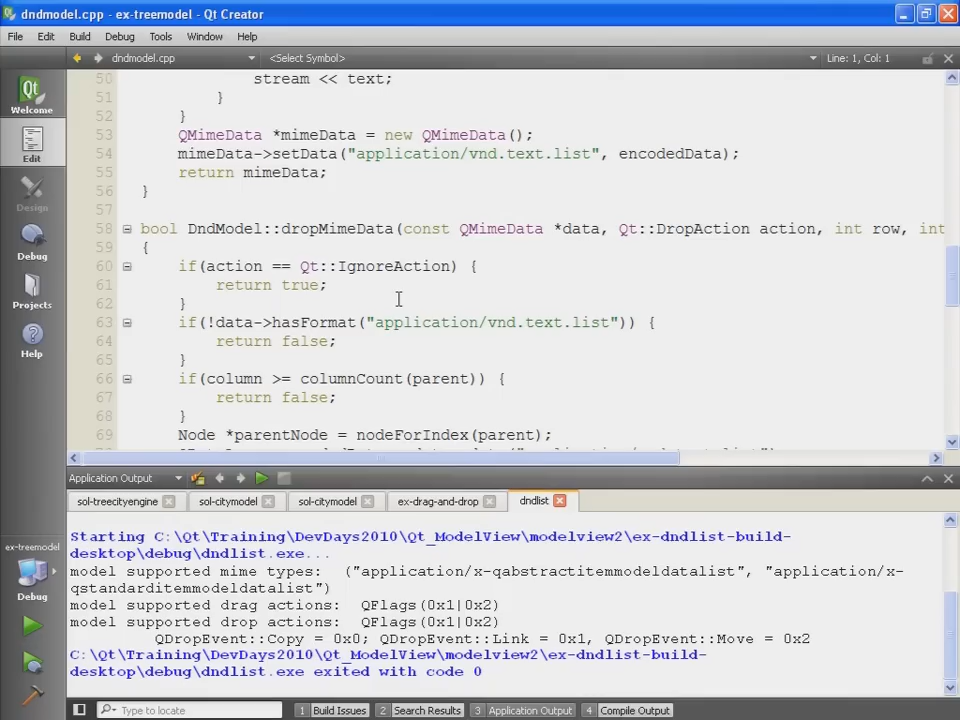 dndmodel.cpp - ex-treemodel - Qt Creator
File Edit Build Debug Tools Window Help
dndmodel.cpp <Select Symbol> Line: 1, Col: 1
50 stream << text;
51 }
52 }
53 QMimeData *mimeData = new QMimeData();
54 mimeData->setData("application/vnd.text.list", encodedData);
55 return mimeData;
56 }
57
58 bool DndModel::dropMimeData(const QMimeData *data, Qt::DropAction action, int row, int
59 {
60 if(action == Qt::IgnoreAction) {
61 return true;
62 }
63 if(!data->hasFormat("application/vnd.text.list")) {
64 return false;
65 }
66 if(column >= columnCount(parent)) {
67 return false;
68 }
69 Node *parentNode = nodeForIndex(parent);
Qt
Welcome
Edit
Design
Debug
Projects
Help
ex-treemodel
Debug
Application Output
sol-treecityengine sol-citymodel sol-citymodel ex-drag-and-drop dndlist
Starting C:\Qt\Training\DevDays2010\Qt_ModelView\modelview2\ex-dndlist-build-
desktop\debug\dndlist.exe...
model supported mime types: ("application/x-qabstractitemmodeldatalist", "application/x-
qstandarditemmodeldatalist")
model supported drag actions: QFlags(0x1|0x2)
model supported drop actions: QFlags(0x1|0x2)
QDropEvent::Copy = 0x0; QDropEvent::Link = 0x1, QDropEvent::Move = 0x2
C:\Qt\Training\DevDays2010\Qt_ModelView\modelview2\ex-dndlist-build-
desktop\debug\dndlist.exe exited with code 0
Type to locate 1 Build Issues 2 Search Results 3 Application Output 4 Compile Output